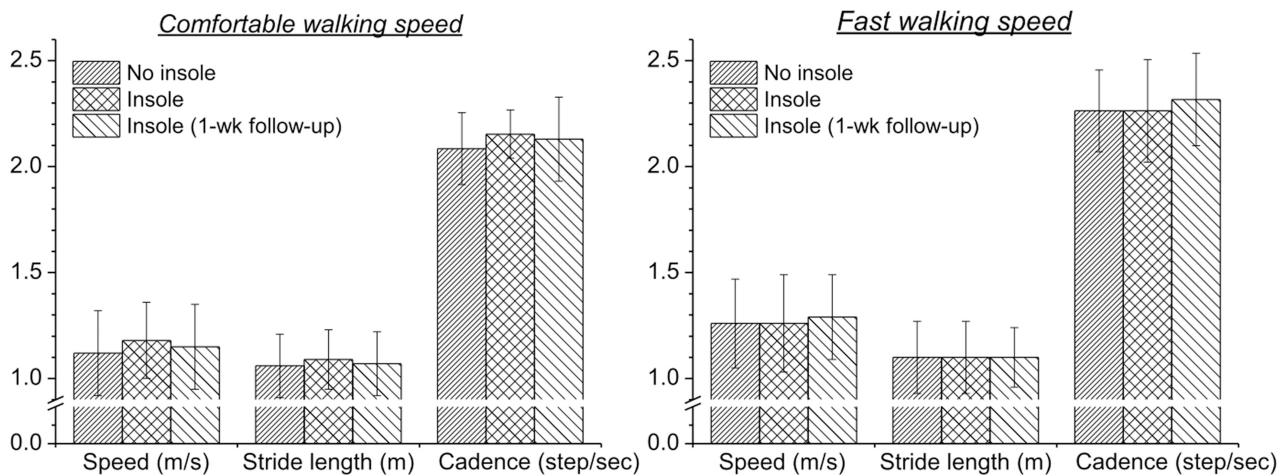 Comfortable walking speed
2.5
2.0
1.5
1.0
0.0
No insole
Insole
Insole (1-wk follow-up)
Speed (m/s)
Stride length (m)
Cadence (step/sec)
Fast walking speed
2.5
2.0
1.5
1.0
0.0
No insole
Insole
Insole (1-wk follow-up)
Speed (m/s)
Stride length (m)
Cadence (step/sec)